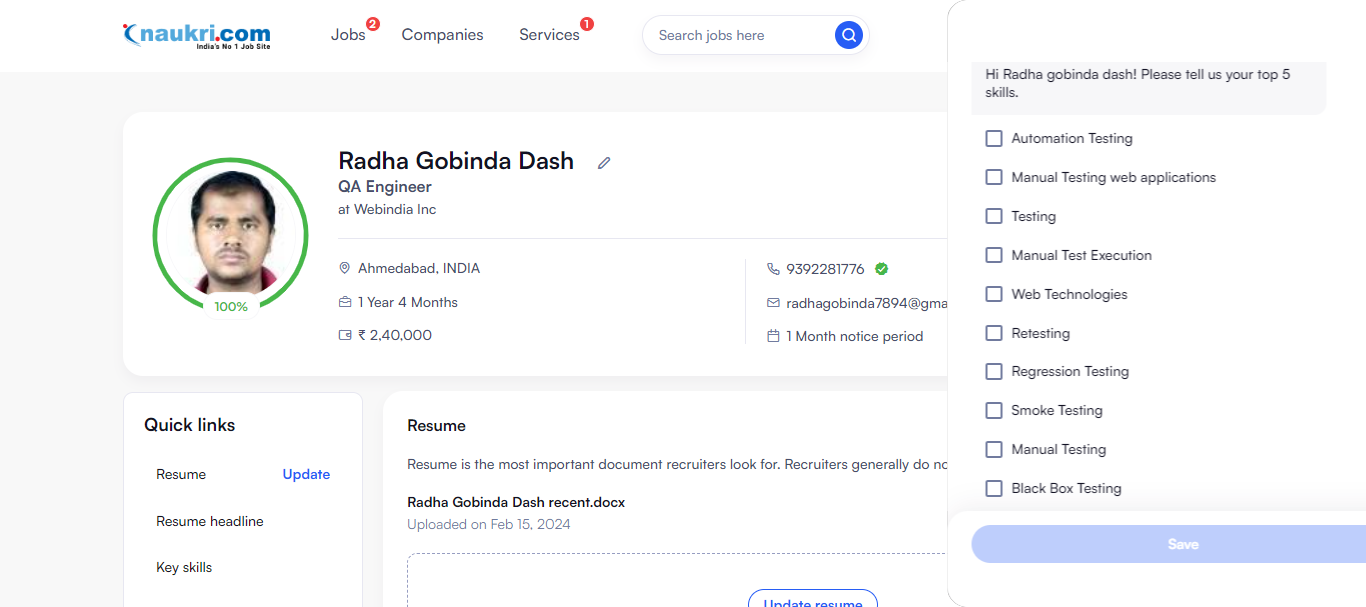 naukri.com
India's No 1 Job Site
Jobs 2
Companies
Services 1
Search jobs here
Radha Gobinda Dash
QA Engineer
at Webindia Inc
100%
Ahmedabad, INDIA
1 Year 4 Months
₹ 2,40,000
9392281776
radhagobinda7894@gma
1 Month notice period
Quick links
Resume Update
Resume headline
Key skills
Resume
Resume is the most important document recruiters look for. Recruiters generally do no
Radha Gobinda Dash recent.docx
Uploaded on Feb 15, 2024
Update resume
Hi Radha gobinda dash! Please tell us your top 5
skills.
Automation Testing
Manual Testing web applications
Testing
Manual Test Execution
Web Technologies
Retesting
Regression Testing
Smoke Testing
Manual Testing
Black Box Testing
Save